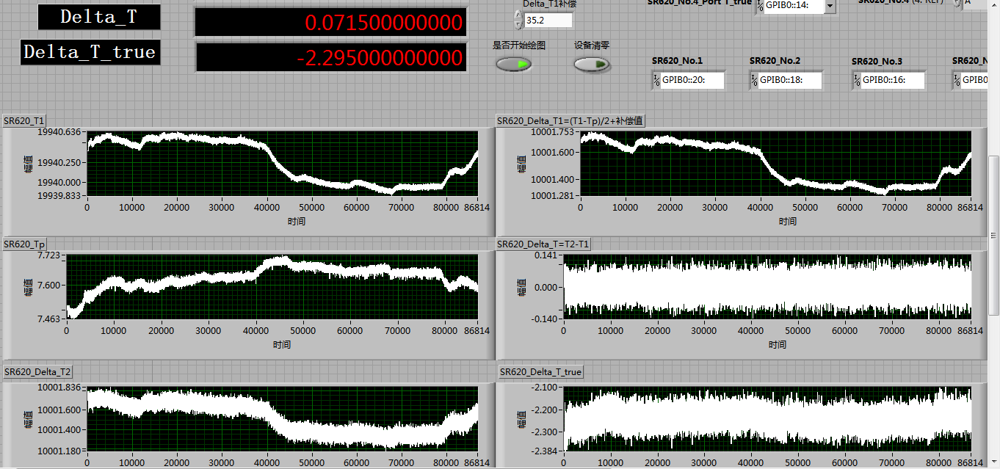 Delta_T
0.071500000000
Delta_T_true
-2.295000000000
Delta_T1补偿
35.2
是否开始绘图
设备清零
SR620_No.4_Port T_true
GPIB0::14:
SR620_No.4 (4: REF)
A
SR620_No.1
SR620_No.2
SR620_No.3
SR620_N
GPIB0::20:
GPIB0::18:
GPIB0::16:
GPIB0
SR620_T1
幅值
19940.636
19940.250
19940.000
19939.833
0 10000 20000 30000 40000 50000 60000 70000 80000 86814
时间
SR620_Delta_T1=(T1-Tp)/2+补偿值
幅值
10001.753
10001.600
10001.400
10001.281
0 10000 20000 30000 40000 50000 60000 70000 80000 86814
时间
SR620_Tp
幅值
7.723
7.600
7.463
0 10000 20000 30000 40000 50000 60000 70000 80000 86814
时间
SR620_Delta_T=T2-T1
幅值
0.141
0.000
-0.140
0 10000 20000 30000 40000 50000 60000 70000 80000 86814
时间
SR620_Delta_T2
幅值
10001.836
10001.600
10001.400
10001.180
0 10000 20000 30000 40000 50000 60000 70000 80000 86814
SR620_Delta_T_true
幅值
-2.100
-2.200
-2.300
-2.384
0 10000 20000 30000 40000 50000 60000 70000 80000 86814